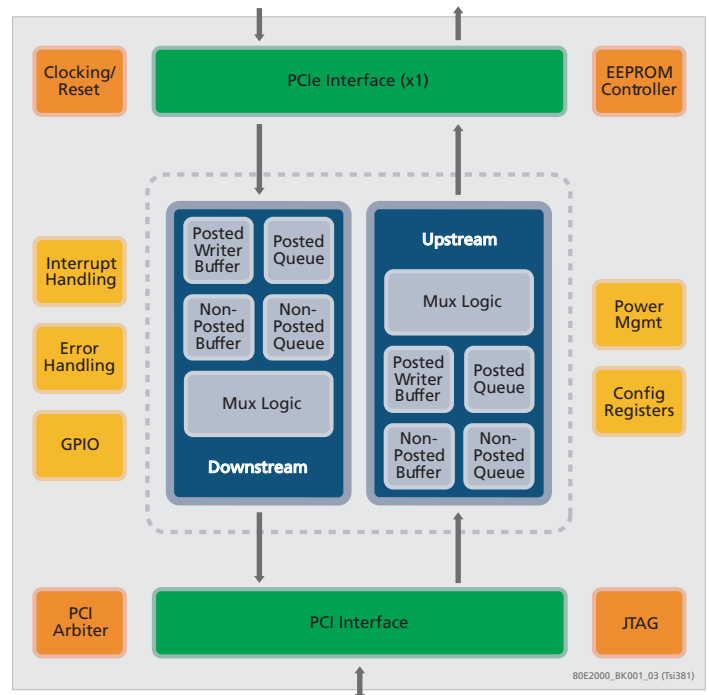 Clocking/
Reset
PCIe Interface (x1)
EEPROM
Controller
Interrupt
Handling
Error
Handling
GPIO
Posted
Writer
Buffer
Posted
Queue
Non-
Posted
Buffer
Non-
Posted
Queue
Mux Logic
Downstream
Upstream
Mux Logic
Posted
Writer
Buffer
Posted
Queue
Non-
Posted
Buffer
Non-
Posted
Queue
Power
Mgmt
Config
Registers
PCI
Arbiter
PCI Interface
JTAG
80E2000_BK001_03 (Tsi381)